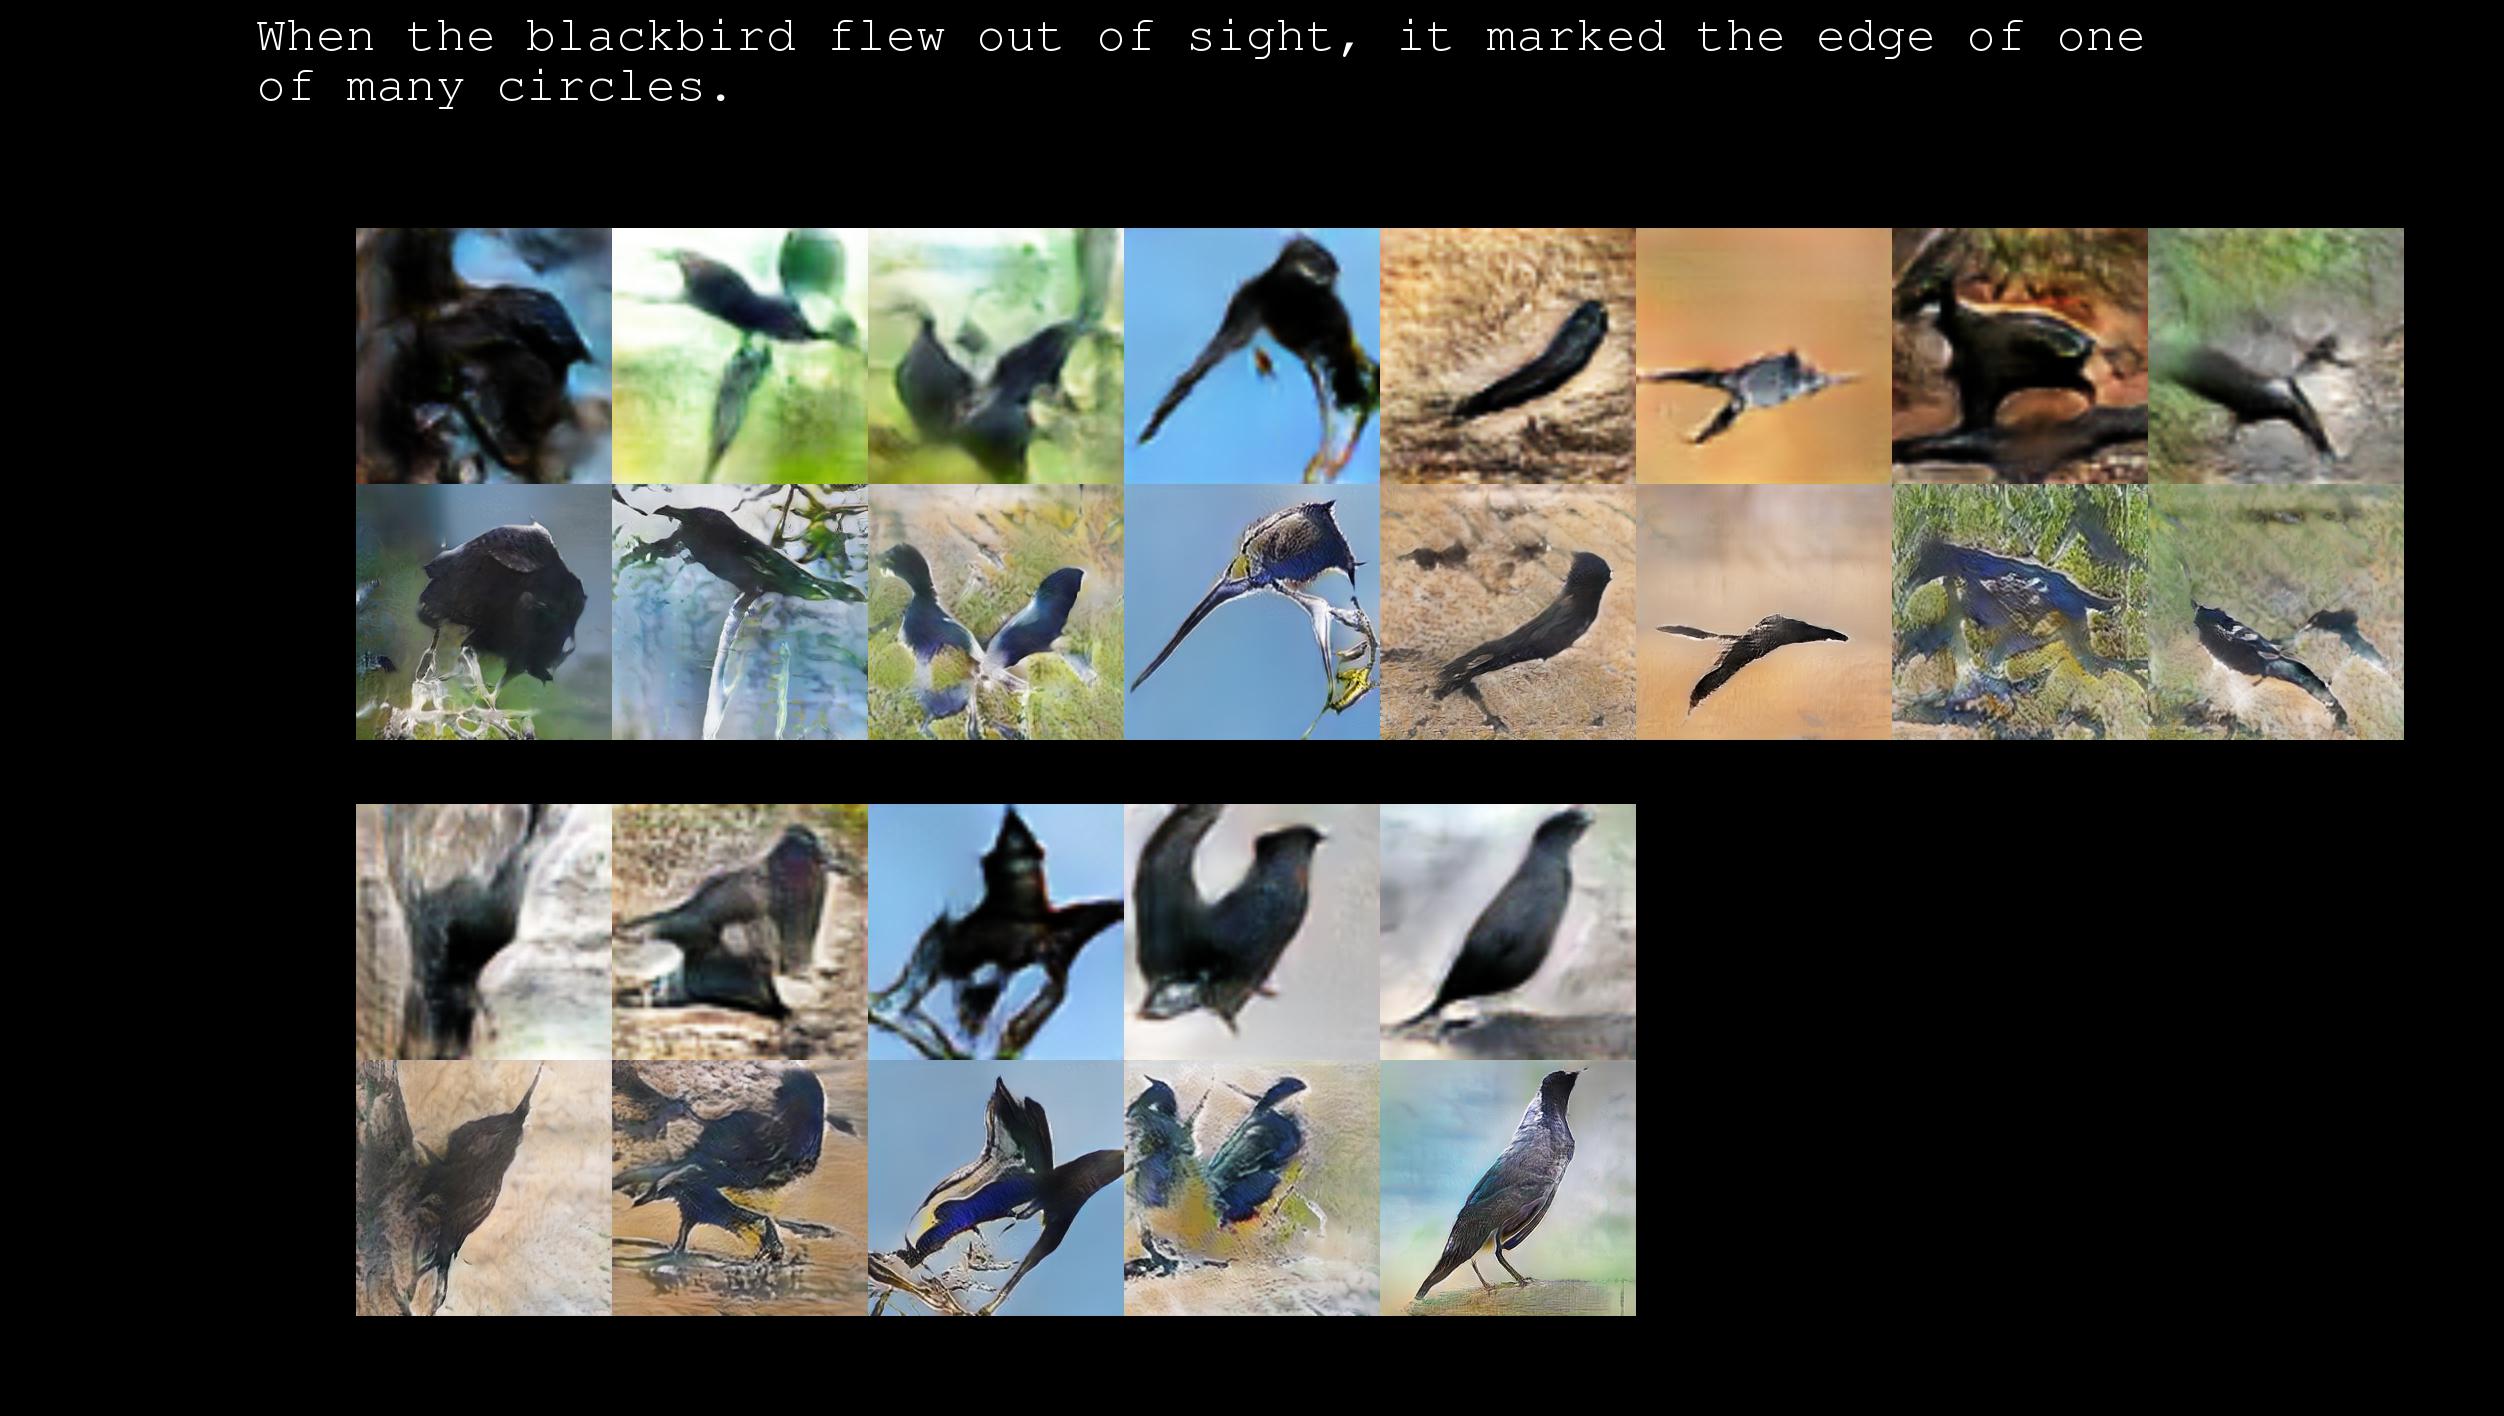 When the blackbird flew out of sight, it marked the edge of one
of many circles.